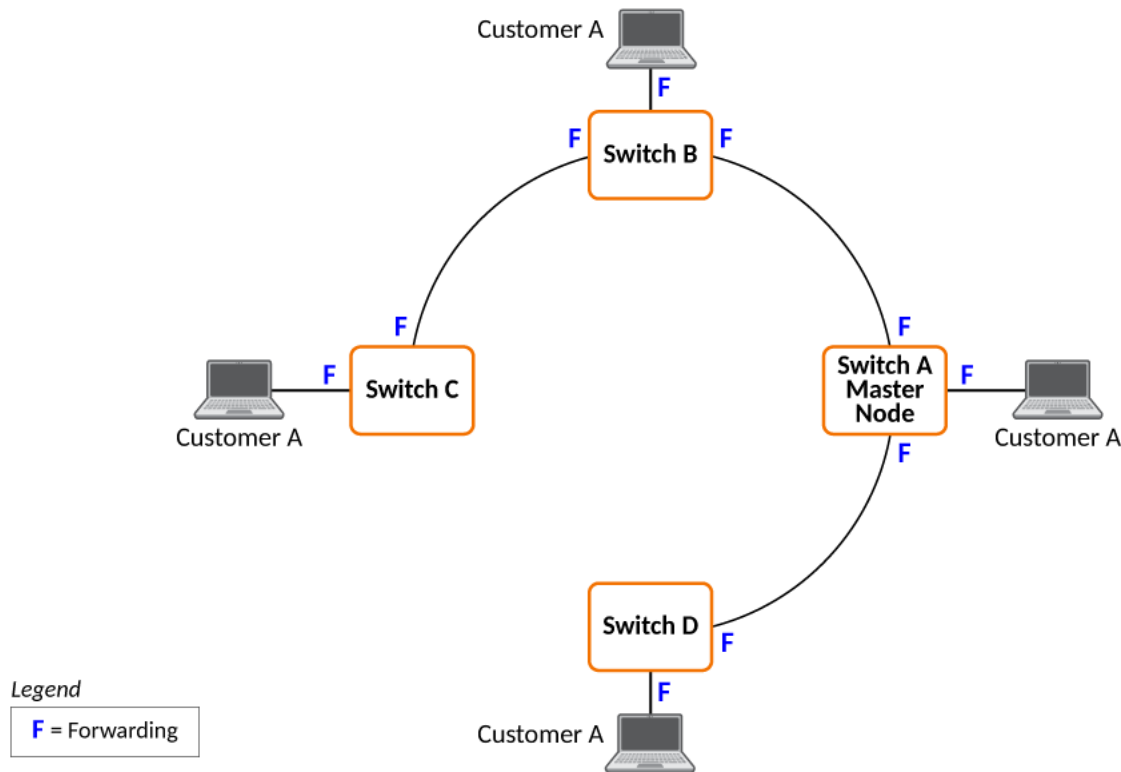 Customer A
F
F
Switch B
F
F
F
Switch A
Master
Node
F
Customer A
F
Switch C
F
Customer A
Switch D
F
F
Customer A
Legend
F = Forwarding